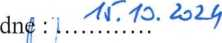 dne : ........... 15.10.2024